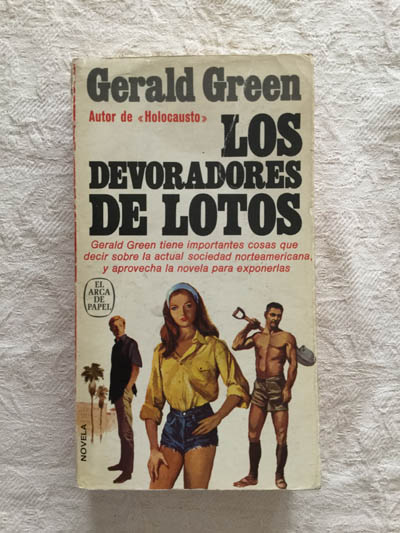 Gerald Green
Autor de «Holocausto»
LOS
DEVORADORES
DE LOTOS
Gerald Green tiene importantes cosas que
decir sobre la actual sociedad norteamericana,
y aprovecha la novela para exponerlas
EL
ARCA
DE
PAPEL
NOVELA